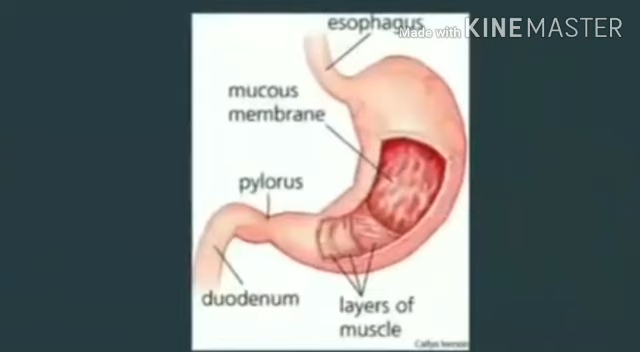 esophagus
Made with KINEMASTER
mucous
membrane
pylorus
duodenum
layers of
muscle